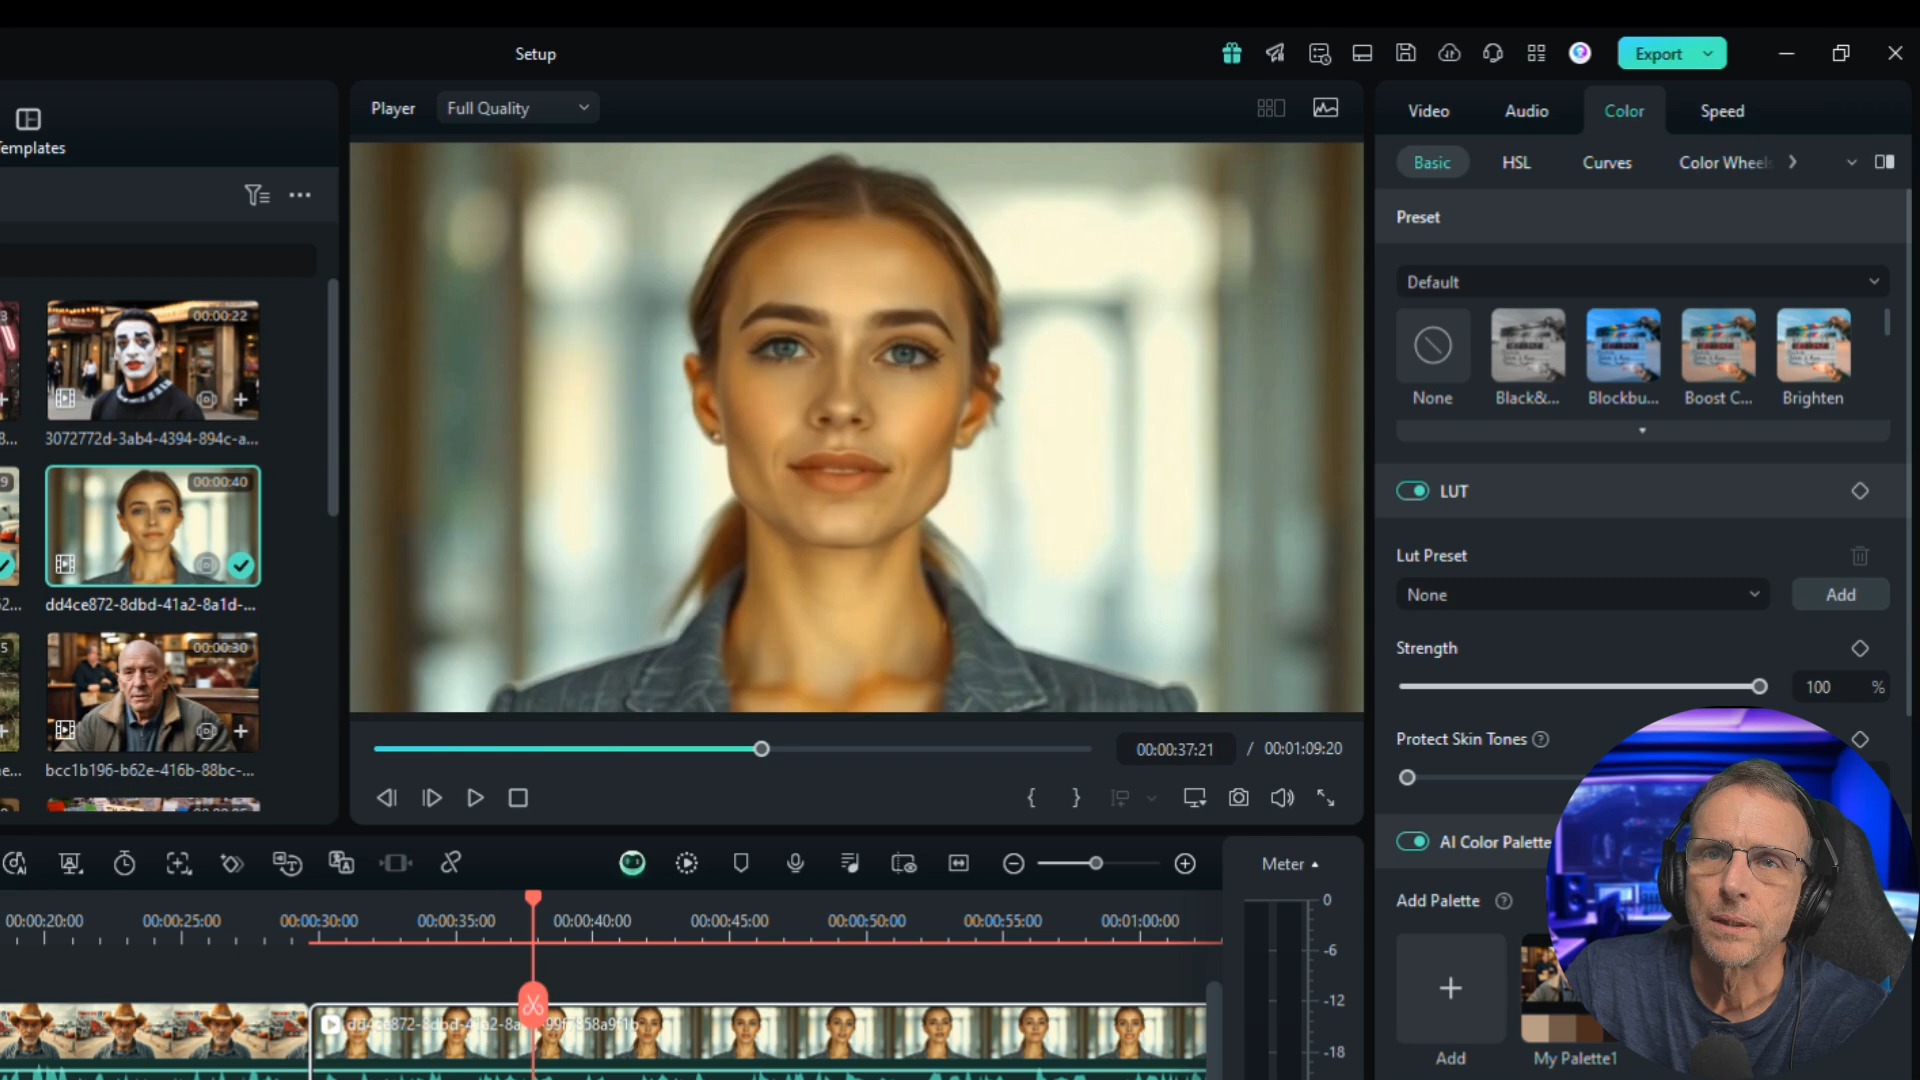 Setup
Export
Templates
Player
Full Quality
Video
Audio
Color
Speed
Basic
HSL
Curves
Color Wheels
Preset
Default
None
Black&...
Blockbu...
Boost C...
Brighten
00:00:22
3072772d-3ab4-4394-894c-a...
00:00:40
dd4ce872-8dbd-41a2-8a1d-...
00:00:30
bcc1b196-b62e-416b-88bc-...
LUT
Lut Preset
None
Add
Strength
100 %
Protect Skin Tones
AI Color Palette
Add Palette
Add
My Palette1
00:00:37:21 / 00:01:09:20
Meter
00:00:20:00
00:00:25:00
00:00:30:00
00:00:35:00
00:00:40:00
00:00:45:00
00:00:50:00
00:00:55:00
00:01:00:00
0
-6
-12
-18